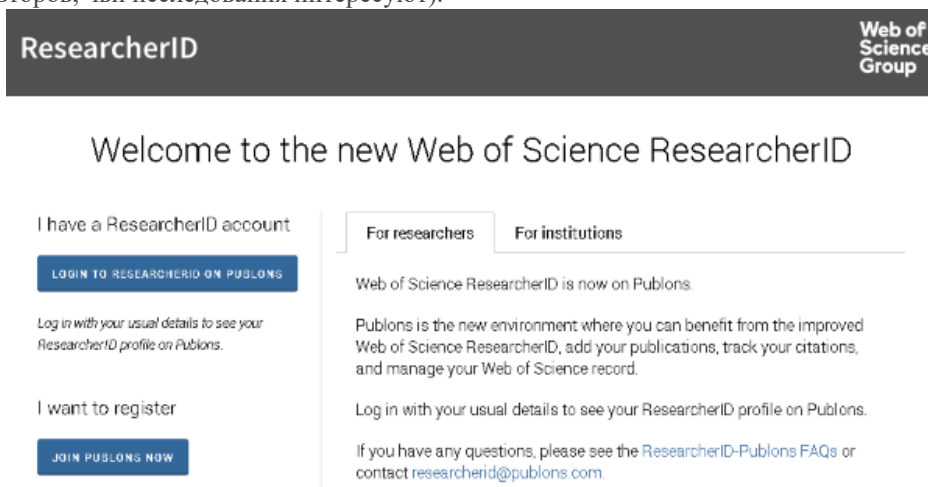 чьи исследования интересуют).
ResearcherID
Web of
Science
Group
Welcome to the new Web of Science ResearcherID
I have a ResearcherID account
LOGIN TO RESEARCHERID ON PUBLONS
Log in with your usual details to see your
ResearcherID profile on Publons.
I want to register
JOIN PUBLONS NOW
For researchers
For institutions
Web of Science ResearcherID is now on Publons.
Publons is the new environment where you can benefit from the improved
Web of Science ResearcherID, add your publications, track your citations,
and manage your Web of Science record.
Log in with your usual details to see your ResearcherID profile on Publons.
If you have any questions, please see the ResearcherID-Publons FAQs or
contact researcherid@publons.com.